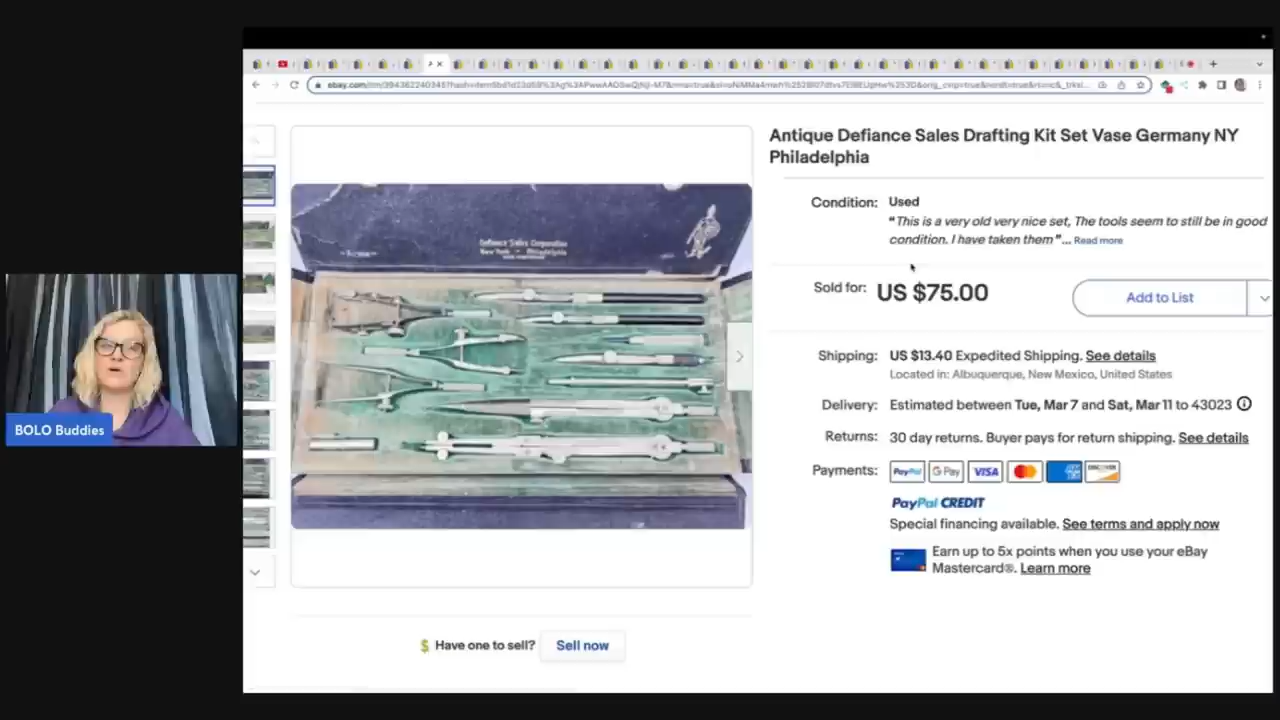 Antique Defiance Sales Drafting Kit Set Vase Germany NY
Philadelphia
Condition:
Used
"This is a very old very nice set, The tools seem to still be in good
condition. I have taken them "... Read more
Sold for:
US $75.00
Add to List
Shipping:
US $13.40 Expedited Shipping. See details
Located in: Albuquerque, New Mexico, United States
Delivery:
Estimated between Tue, Mar 7 and Sat, Mar 11 to 43023
Returns:
30 day returns. Buyer pays for return shipping. See details
Payments:
PayPal
G Pay
VISA
DISCOVER
PayPal CREDIT
Special financing available. See terms and apply now
Earn up to 5x points when you use your eBay
Mastercard®. Learn more
Defiance Sales Corporation
New York - Philadelphia
$ Have one to sell?
Sell now
BOLO Buddies